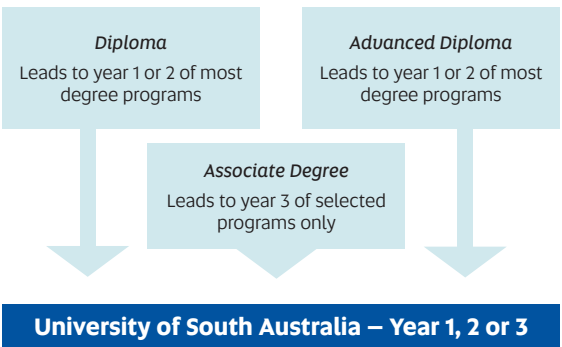 Diploma
Leads to year 1 or 2 of most
degree programs
Advanced Diploma
Leads to year 1 or 2 of most
degree programs
Associate Degree
Leads to year 3 of selected
programs only
University of South Australia – Year 1, 2 or 3